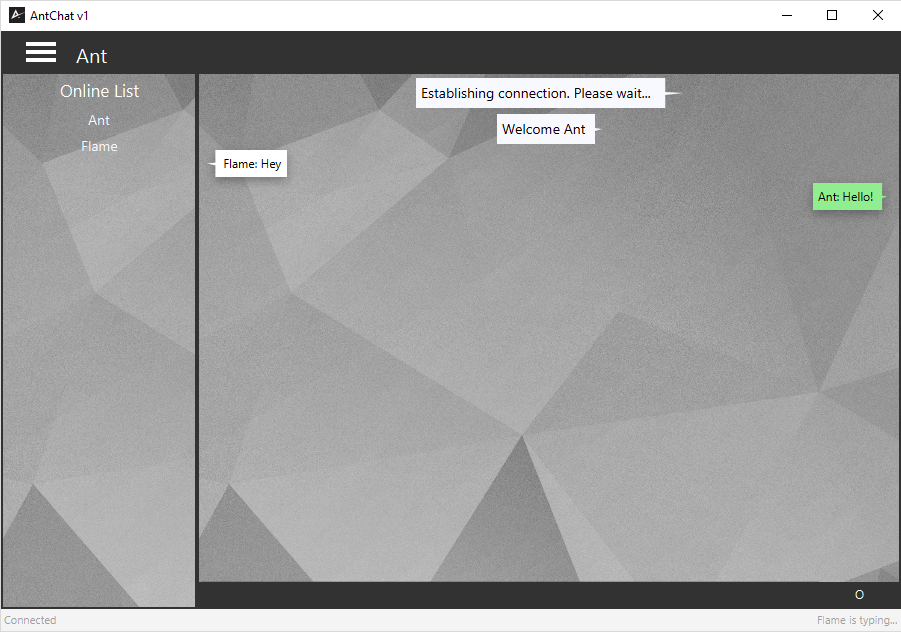 AntChat v1
Ant
Online List
Ant
Flame
Establishing connection. Please wait...
Welcome Ant
Flame: Hey
Ant: Hello!
O
Connected
Flame is typing...